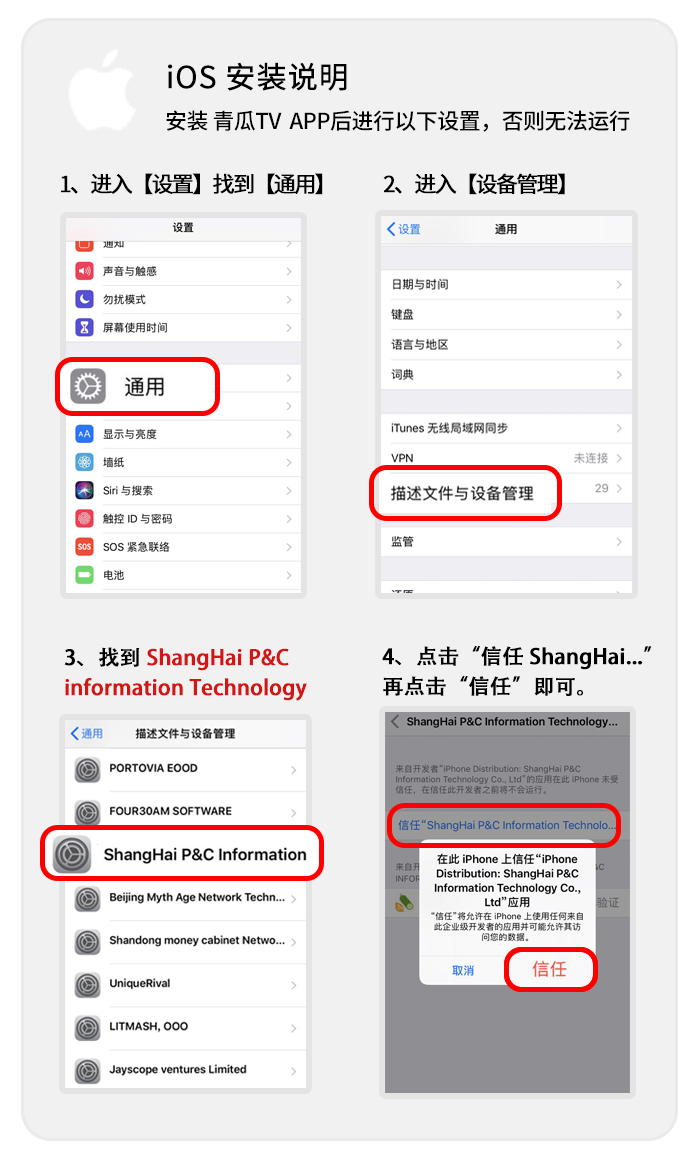 iOS 安装说明
安装 青瓜TV APP后进行以下设置，否则无法运行
1、进入【设置】找到【通用】
设置
通知
声音与触感
勿扰模式
屏幕使用时间
通用
AA 显示与亮度
墙纸
Siri 与搜索
触控 ID 与密码
SOS SOS 紧急联络
电池
2、进入【设备管理】
设置 通用
日期与时间
键盘
语言与地区
词典
iTunes 无线局域网同步
VPN 未连接
描述文件与设备管理 29
监管
还原
3、找到 ShangHai P&C
information Technology
通用 描述文件与设备管理
PORTOVIA EOOD
FOUR30AM SOFTWARE
ShangHai P&C Information
Beijing Myth Age Network Techn...
Shandong money cabinet Netwo...
UniqueRival
LITMASH, OOO
Jayscope ventures Limited
4、点击“信任 ShangHai...”
再点击“信任”即可。
ShangHai P&C Information Technology...
来自开发者“iPhone Distribution: ShangHai P&C
Information Technology Co., Ltd”的应用在此 iPhone 未受
信任，在信任此开发者之前将不会运行。
信任“ShangHai P&C Information Technolo...
来自开
&C
INFOR
验证
在此 iPhone 上信任“iPhone
Distribution: ShangHai P&C
Information Technology Co.,
Ltd”应用
“信任”将允许在 iPhone 上使用任何来自
此企业级开发者的应用并可能允许其访
问您的数据。
取消 信任